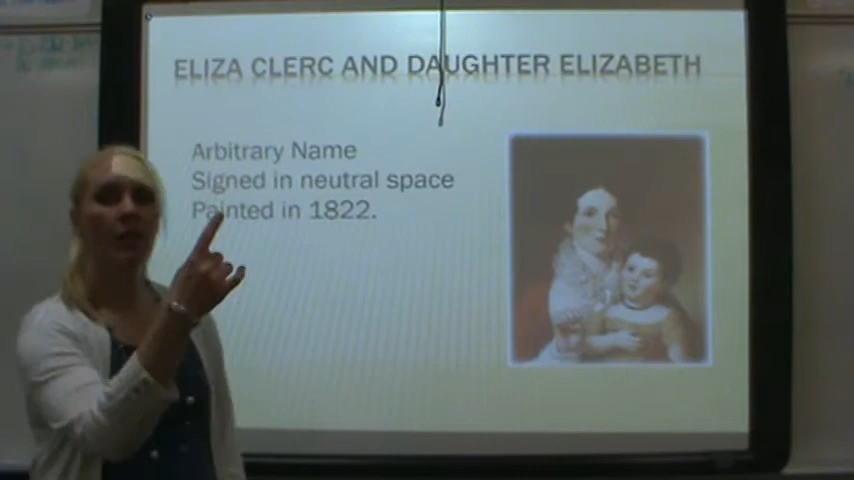 ELIZA CLERC AND DAUGHTER ELIZABETH
Arbitrary Name
Signed in neutral space
Painted in 1822.